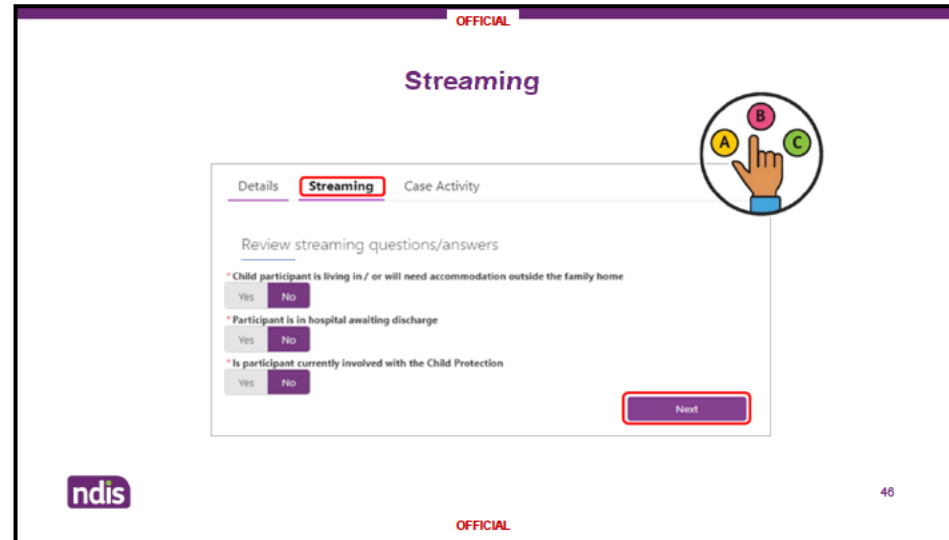 OFFICIAL
Streaming
A
B
C
Details Streaming Case Activity
Review streaming questions/answers
* Child participant is living in / or will need accommodation outside the family home
Yes No
* Participant is in hospital awaiting discharge
Yes No
* Is participant currently involved with the Child Protection
Yes No
Next
ndis
46
OFFICIAL